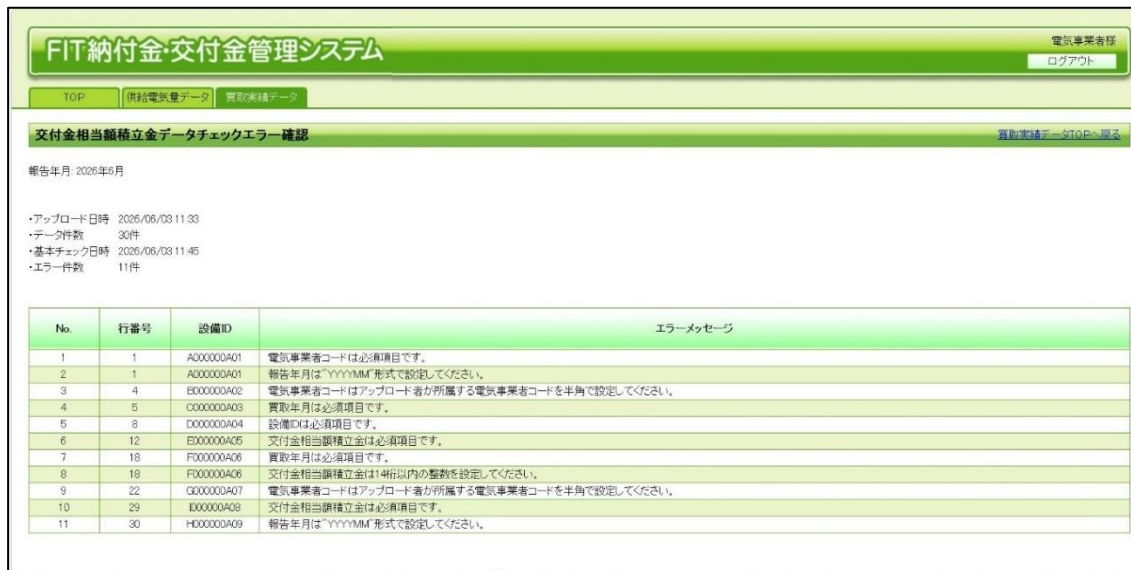 FIT納付金・交付金管理システム
電気事業者様
ログアウト
TOP 供給電気量データ 買取実績データ
交付金相当額積立金データチェックエラー確認 買取実績データTOPへ戻る
報告年月: 2026年6月
・アップロード日時 2026/06/03 11:33
・データ件数 30件
・基本チェック日時 2026/06/03 11:45
・エラー件数 11件
No. 行番号 設備ID エラーメッセージ
1 1 A000000A01 電気事業者コードは必須項目です。
2 1 A000000A01 報告年月は"YYYYMM"形式で設定してください。
3 4 B000000A02 電気事業者コードはアップロード者が所属する電気事業者コードを半角で設定してください。
4 5 C000000A03 買取年月は必須項目です。
5 8 D000000A04 設備IDは必須項目です。
6 12 E000000A05 交付金相当額積立金は必須項目です。
7 18 F000000A06 買取年月は必須項目です。
8 18 F000000A06 交付金相当額積立金は14桁以内の整数を設定してください。
9 22 G000000A07 電気事業者コードはアップロード者が所属する電気事業者コードを半角で設定してください。
10 29 I000000A08 交付金相当額積立金は必須項目です。
11 30 H000000A09 報告年月は"YYYYMM"形式で設定してください。